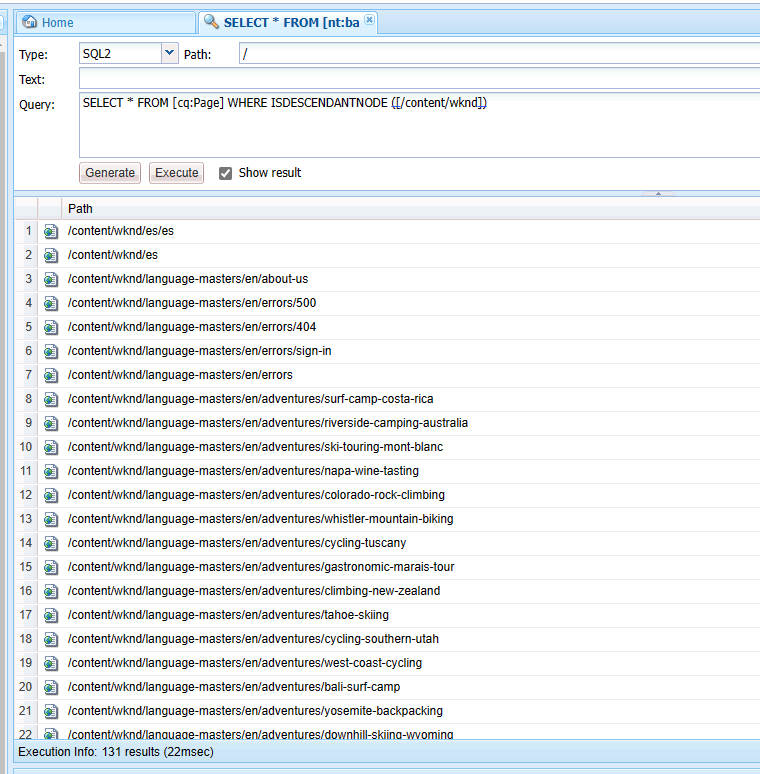 Home
SELECT * FROM [nt:ba
Type: SQL2 Path: /
Text:
Query: SELECT * FROM [cq:Page] WHERE ISDESCENDANTNODE ([/content/wknd])
Generate Execute Show result
Path
1 /content/wknd/es/es
2 /content/wknd/es
3 /content/wknd/language-masters/en/about-us
4 /content/wknd/language-masters/en/errors/500
5 /content/wknd/language-masters/en/errors/404
6 /content/wknd/language-masters/en/errors/sign-in
7 /content/wknd/language-masters/en/errors
8 /content/wknd/language-masters/en/adventures/surf-camp-costa-rica
9 /content/wknd/language-masters/en/adventures/riverside-camping-australia
10 /content/wknd/language-masters/en/adventures/ski-touring-mont-blanc
11 /content/wknd/language-masters/en/adventures/napa-wine-tasting
12 /content/wknd/language-masters/en/adventures/colorado-rock-climbing
13 /content/wknd/language-masters/en/adventures/whistler-mountain-biking
14 /content/wknd/language-masters/en/adventures/cycling-tuscany
15 /content/wknd/language-masters/en/adventures/gastronomic-marais-tour
16 /content/wknd/language-masters/en/adventures/climbing-new-zealand
17 /content/wknd/language-masters/en/adventures/tahoe-skiing
18 /content/wknd/language-masters/en/adventures/cycling-southern-utah
19 /content/wknd/language-masters/en/adventures/west-coast-cycling
20 /content/wknd/language-masters/en/adventures/bali-surf-camp
21 /content/wknd/language-masters/en/adventures/yosemite-backpacking
22 /content/wknd/language-masters/en/adventures/downhill-skiing-wyoming
Execution Info: 131 results (22msec)